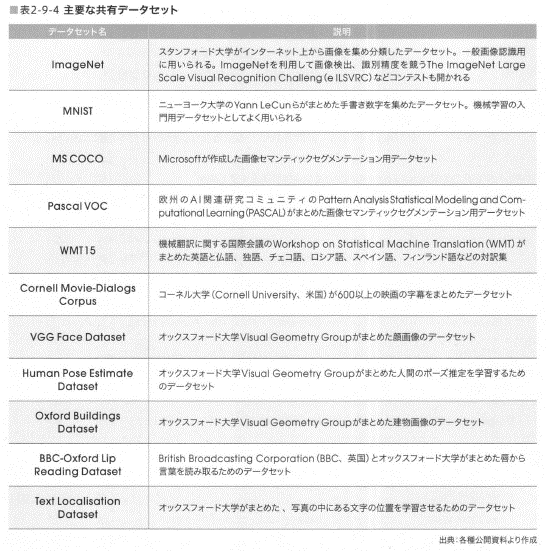 ■表2-9-4 主要な共有データセット
データセット名 説明
ImageNet
スタンフォード大学がインターネット上から画像を集め分類したデータセット。一般画像認識用
に用いられる。ImageNetを利用して画像検出、識別精度を競うThe ImageNet Large
Scale Visual Recognition Challeng（e ILSVRC）などコンテストも開かれる
MNIST
ニューヨーク大学のYann LeCunらがまとめた手書き数字を集めたデータセット。機械学習の入
門用データセットとしてよく用いられる
MS COCO
Microsoftが作成した画像セマンティックセグメンテーション用データセット
Pascal VOC
欧州のAI関連研究コミュニティのPattern Analysis Statistical Modeling and Com-
putational Learning（PASCAL）がまとめた画像セマンティックセグメンテーション用データセット
WMT15
機械翻訳に関する国際会議のWorkshop on Statistical Machine Translation（WMT）が
まとめた英語と仏語、独語、チェコ語、ロシア語、スペイン語、フィンランド語などの対訳集
Cornell Movie-Dialogs
Corpus
コーネル大学（Cornell University、米国）が600以上の映画の字幕をまとめたデータセット
VGG Face Dataset
オックスフォード大学Visual Geometry Groupがまとめた顔画像のデータセット
Human Pose Estimate
Dataset
オックスフォード大学Visual Geometry Groupがまとめた人間のポーズ推定を学習するため
のデータセット
Oxford Buildings
Dataset
オックスフォード大学Visual Geometry Groupがまとめた建物画像のデータセット
BBC-Oxford Lip
Reading Dataset
British Broadcasting Corporation（BBC、英国）とオックスフォード大学がまとめた唇から
言葉を読み取るためのデータセット
Text Localisation
Dataset
オックスフォード大学がまとめた、写真の中にある文字の位置を学習させるためのデータセット
出典：各種公開資料より作成